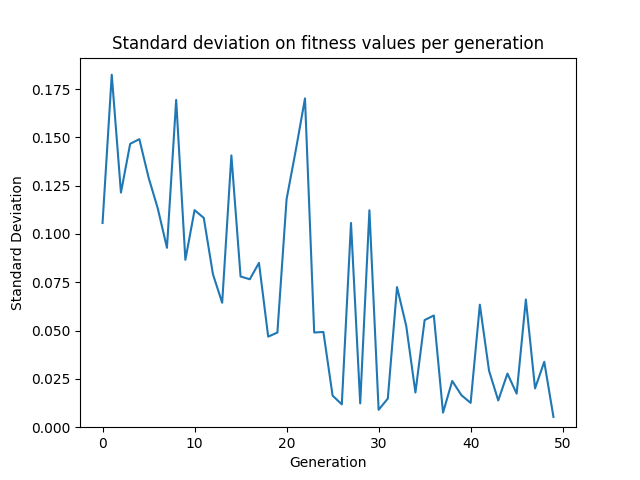 Standard deviation on fitness values per generation
0.175
0.150
0.125
0.100
0.075
0.050
0.025
0.000
Standard Deviation
0 10 20 30 40 50
Generation